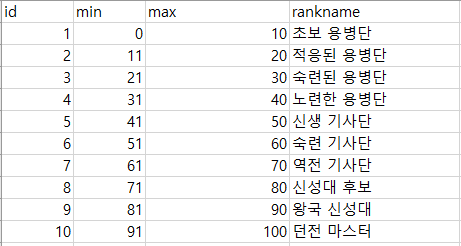 id min max rankname
1 0 10 초보 용병단
2 11 20 적응된 용병단
3 21 30 숙련된 용병단
4 31 40 노련한 용병단
5 41 50 신생 기사단
6 51 60 숙련 기사단
7 61 70 역전 기사단
8 71 80 신성대 후보
9 81 90 왕국 신성대
10 91 100 던전 마스터